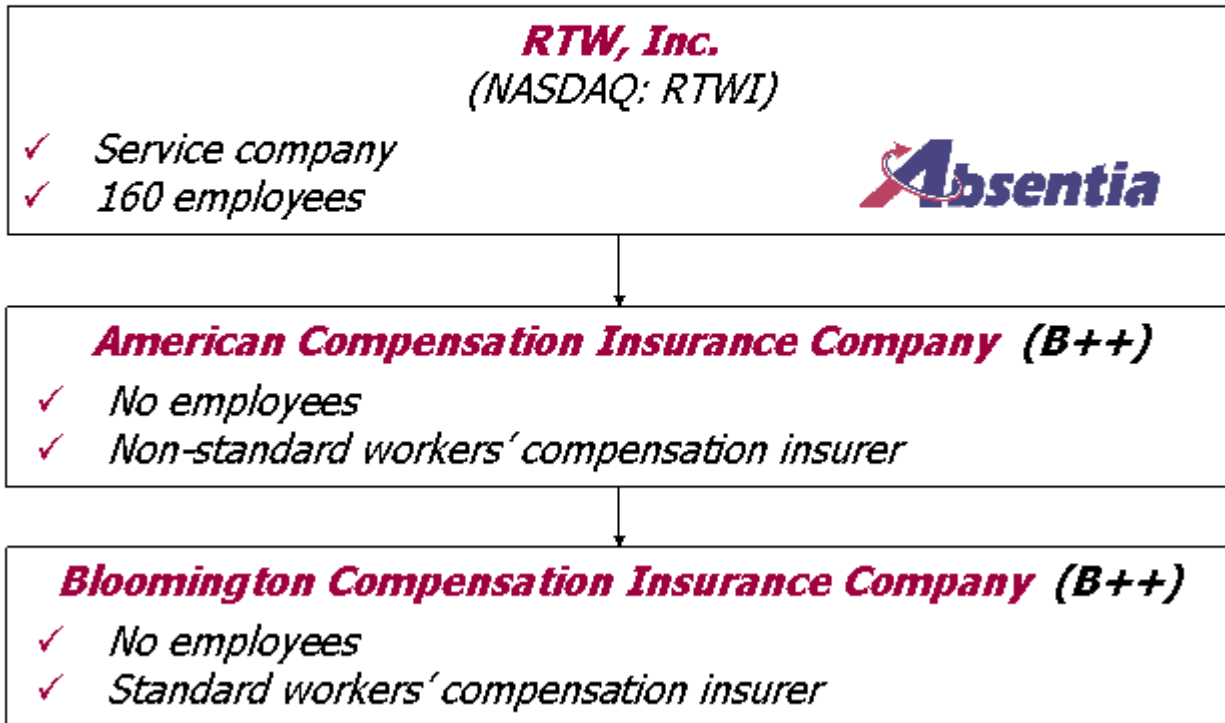 RTW, Inc.
(NASDAQ: RTWI)
✓ Service company
✓ 160 employees
Absentia
American Compensation Insurance Company (B++)
✓ No employees
✓ Non-standard workers' compensation insurer
Bloomington Compensation Insurance Company (B++)
✓ No employees
✓ Standard workers' compensation insurer